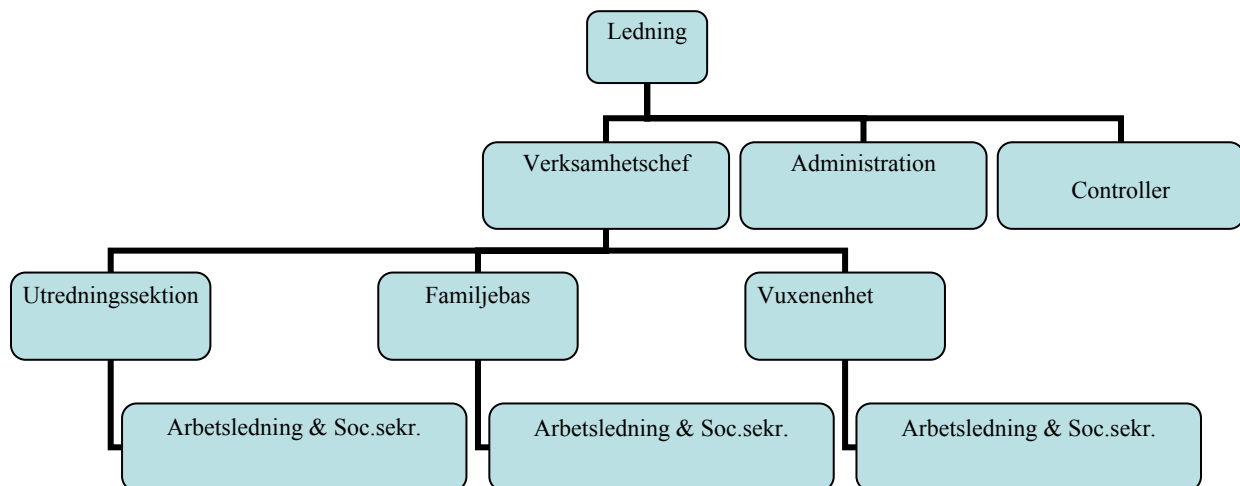 Ledning
Verksamhetschef
Administration
Controller
Utredningssektion
Familjebas
Vuxenenhet
Arbetsledning & Soc.sekr.
Arbetsledning & Soc.sekr.
Arbetsledning & Soc.sekr.